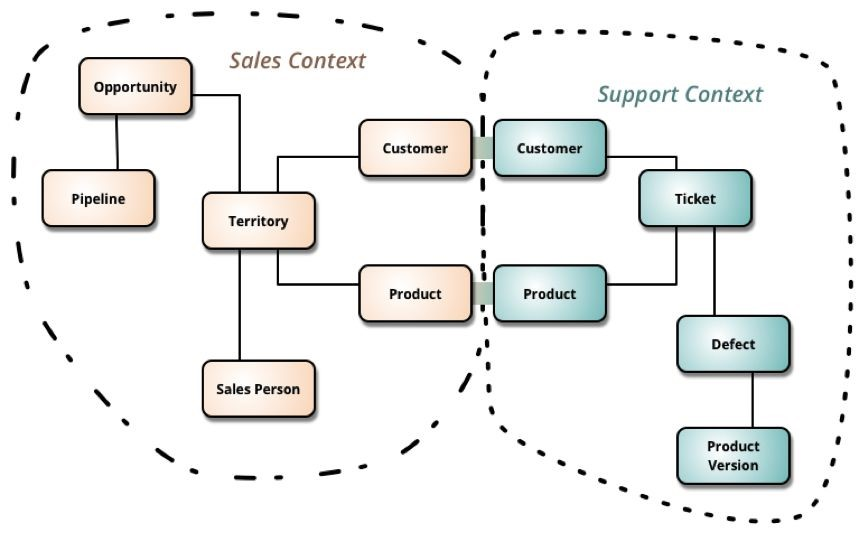 Sales Context
Opportunity
Support Context
Customer
Customer
Pipeline
Ticket
Territory
Product
Product
Defect
Sales Person
Product
Version